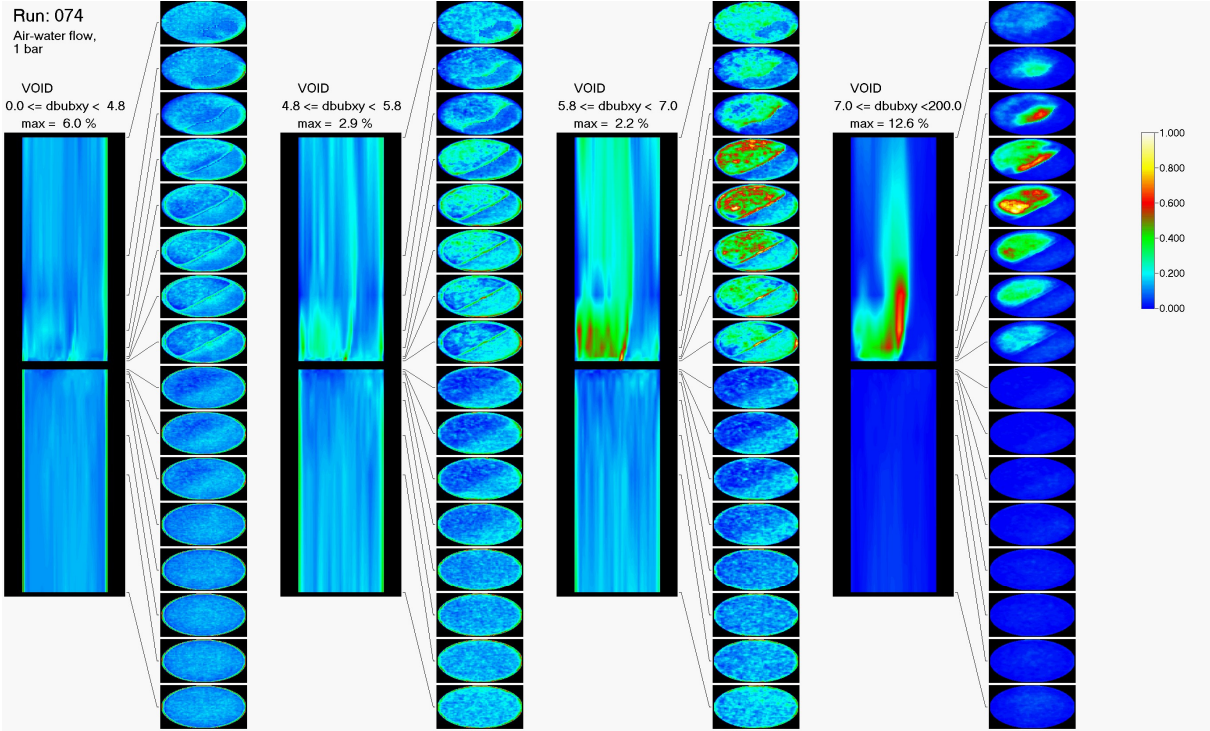 Run: 074
Air-water flow,
1 bar
VOID
0.0 <= dbubxy < 4.8
max = 6.0 %
VOID
4.8 <= dbubxy < 5.8
max = 2.9 %
VOID
5.8 <= dbubxy < 7.0
max = 2.2 %
VOID
7.0 <= dbubxy <200.0
max = 12.6 %
1.000
0.800
0.600
0.400
0.200
0.000